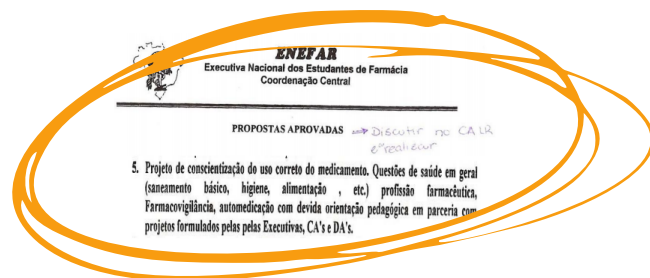 ENEFAR
Executiva Nacional dos Estudantes de Farmácia
Coordenação Central
PROPOSTAS APROVADAS → Discutir no CALR
e realizar
5. Projeto de conscientização do uso correto do medicamento. Questões de saúde em geral
(saneamento básico, higiene, alimentação , etc.) profissão farmacêutica,
Farmacovigilância, automedicação com devida orientação pedagógica em parceria com
projetos formulados pelas pelas Executivas, CA's e DA's.